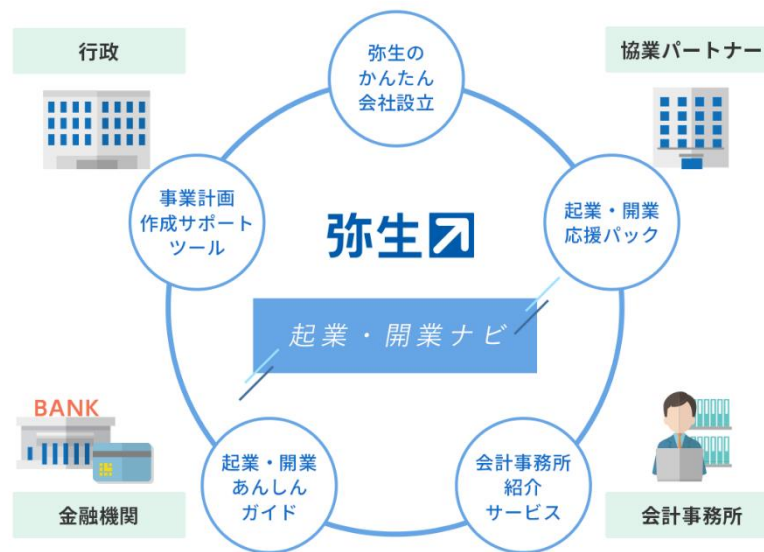 行政
弥生の
かんたん
会社設立
協業パートナー
事業計画
作成サポート
ツール
弥生
起業・開業
応援パック
起業・開業ナビ
BANK
起業・開業
あんしん
ガイド
会計事務所
紹介
サービス
金融機関
会計事務所